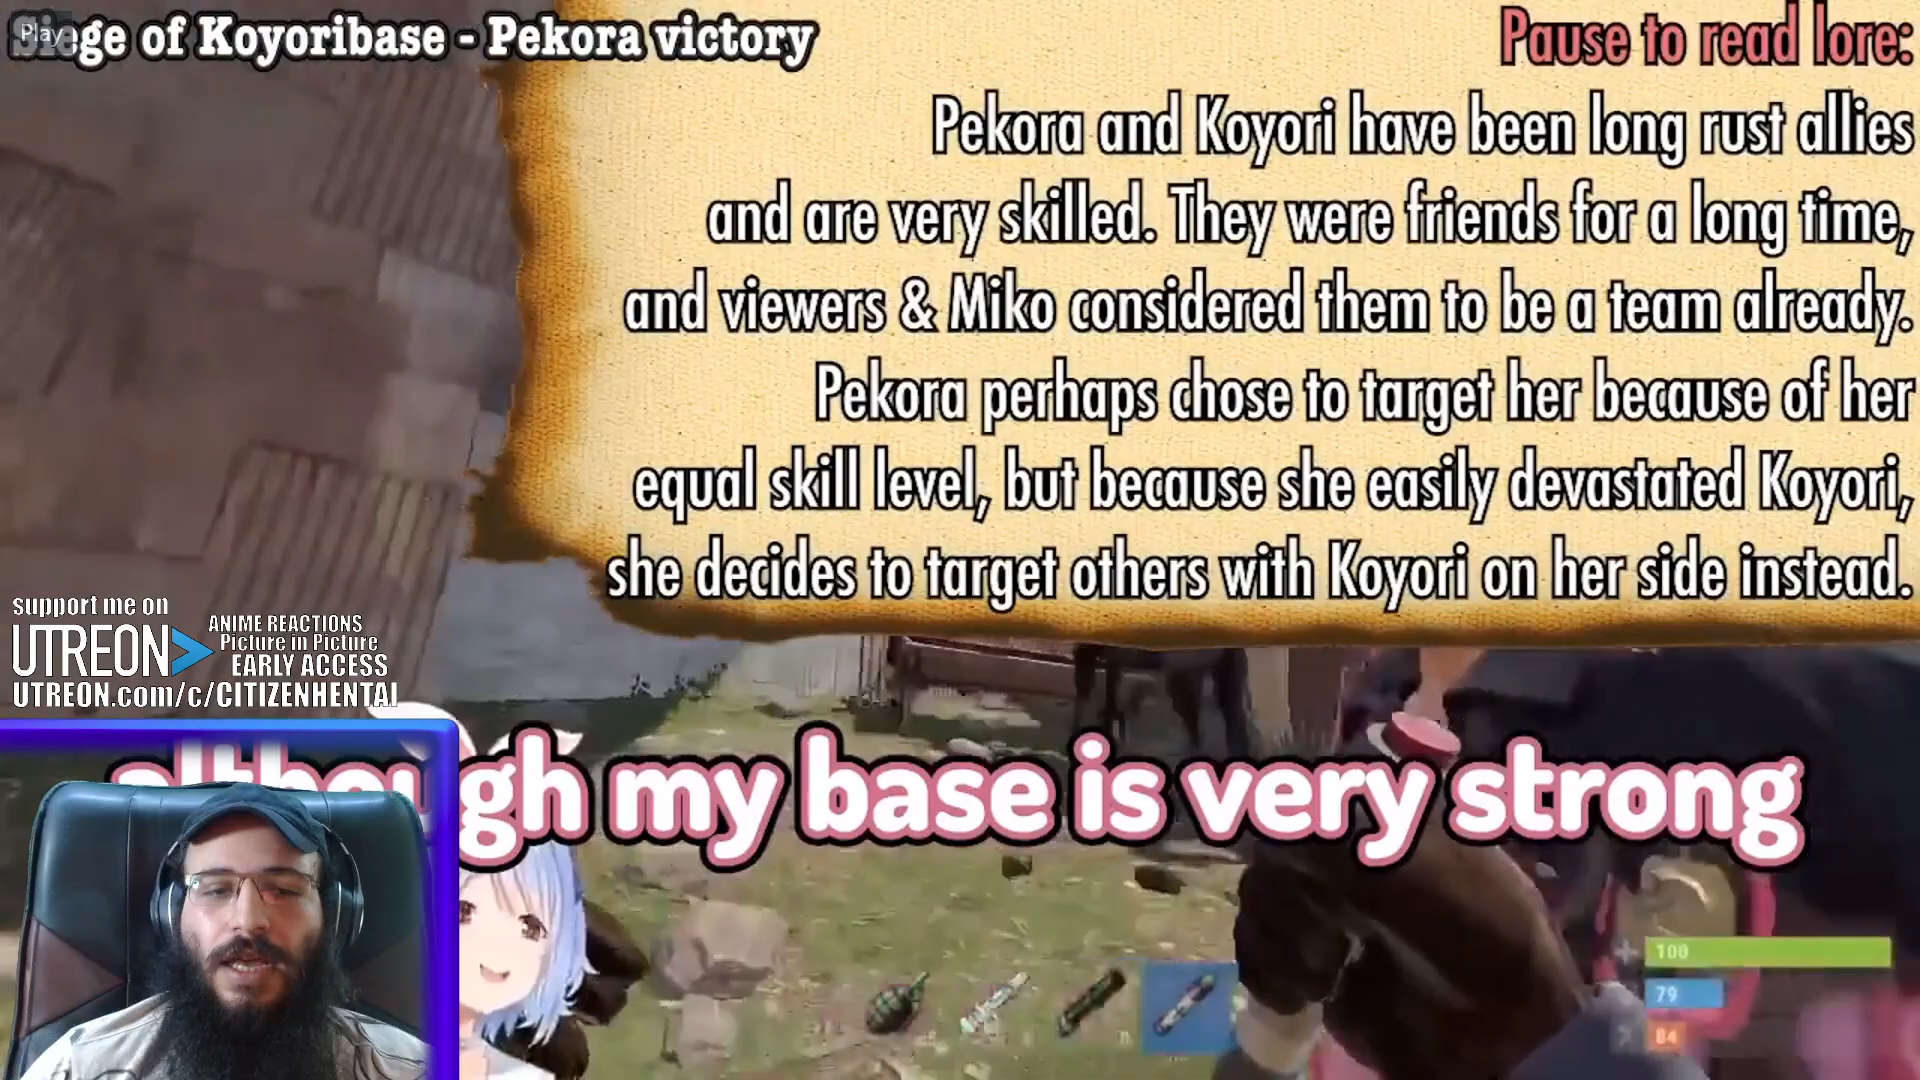 Siege of Koyoribase - Pekora victory
Play
Pause to read lore:
Pekora and Koyori have been long rust allies
and are very skilled. They were friends for a long time,
and viewers & Miko considered them to be a team already.
Pekora perhaps chose to target her because of her
equal skill level, but because she easily devastated Koyori,
she decides to target others with Koyori on her side instead.
support me on
UTREON
ANIME REACTIONS
Picture in Picture
EARLY ACCESS
UTREON.com/c/CITIZENHENTAI
although my base is very strong
100
79
84